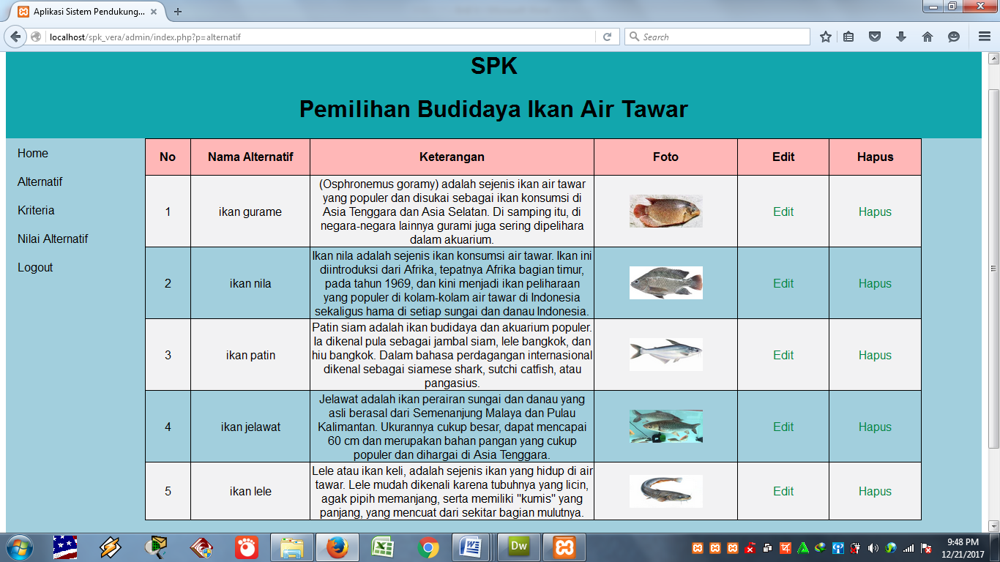 Aplikasi Sistem Pendukung...
localhost/spk_vera/admin/index.php?p=alternatif
Search
SPK
Pemilihan Budidaya Ikan Air Tawar
Home
Alternatif
Kriteria
Nilai Alternatif
Logout
No Nama Alternatif Keterangan Foto Edit Hapus
1 ikan gurame
(Osphronemus goramy) adalah sejenis ikan air tawar
yang populer dan disukai sebagai ikan konsumsi di
Asia Tenggara dan Asia Selatan. Di samping itu, di
negara-negara lainnya gurami juga sering dipelihara
dalam akuarium.
Edit Hapus
2 ikan nila
Ikan nila adalah sejenis ikan konsumsi air tawar. Ikan ini
diintroduksi dari Afrika, tepatnya Afrika bagian timur,
pada tahun 1969, dan kini menjadi ikan peliharaan
yang populer di kolam-kolam air tawar di Indonesia
sekaligus hama di setiap sungai dan danau Indonesia.
Edit Hapus
3 ikan patin
Patin siam adalah ikan budidaya dan akuarium populer.
Ia dikenal pula sebagai jambal siam, lele bangkok, dan
hiu bangkok. Dalam bahasa perdagangan internasional
dikenal sebagai siamese shark, sutchi catfish, atau
pangasius.
Edit Hapus
4 ikan jelawat
Jelawat adalah ikan perairan sungai dan danau yang
asli berasal dari Semenanjung Malaya dan Pulau
Kalimantan. Ukurannya cukup besar, dapat mencapai
60 cm dan merupakan bahan pangan yang cukup
populer dan dihargai di Asia Tenggara.
Edit Hapus
5 ikan lele
Lele atau ikan keli, adalah sejenis ikan yang hidup di air
tawar. Lele mudah dikenali karena tubuhnya yang licin,
agak pipih memanjang, serta memiliki "kumis" yang
panjang, yang mencuat dari sekitar bagian mulutnya.
Edit Hapus
Dw
9:48 PM
12/21/2017